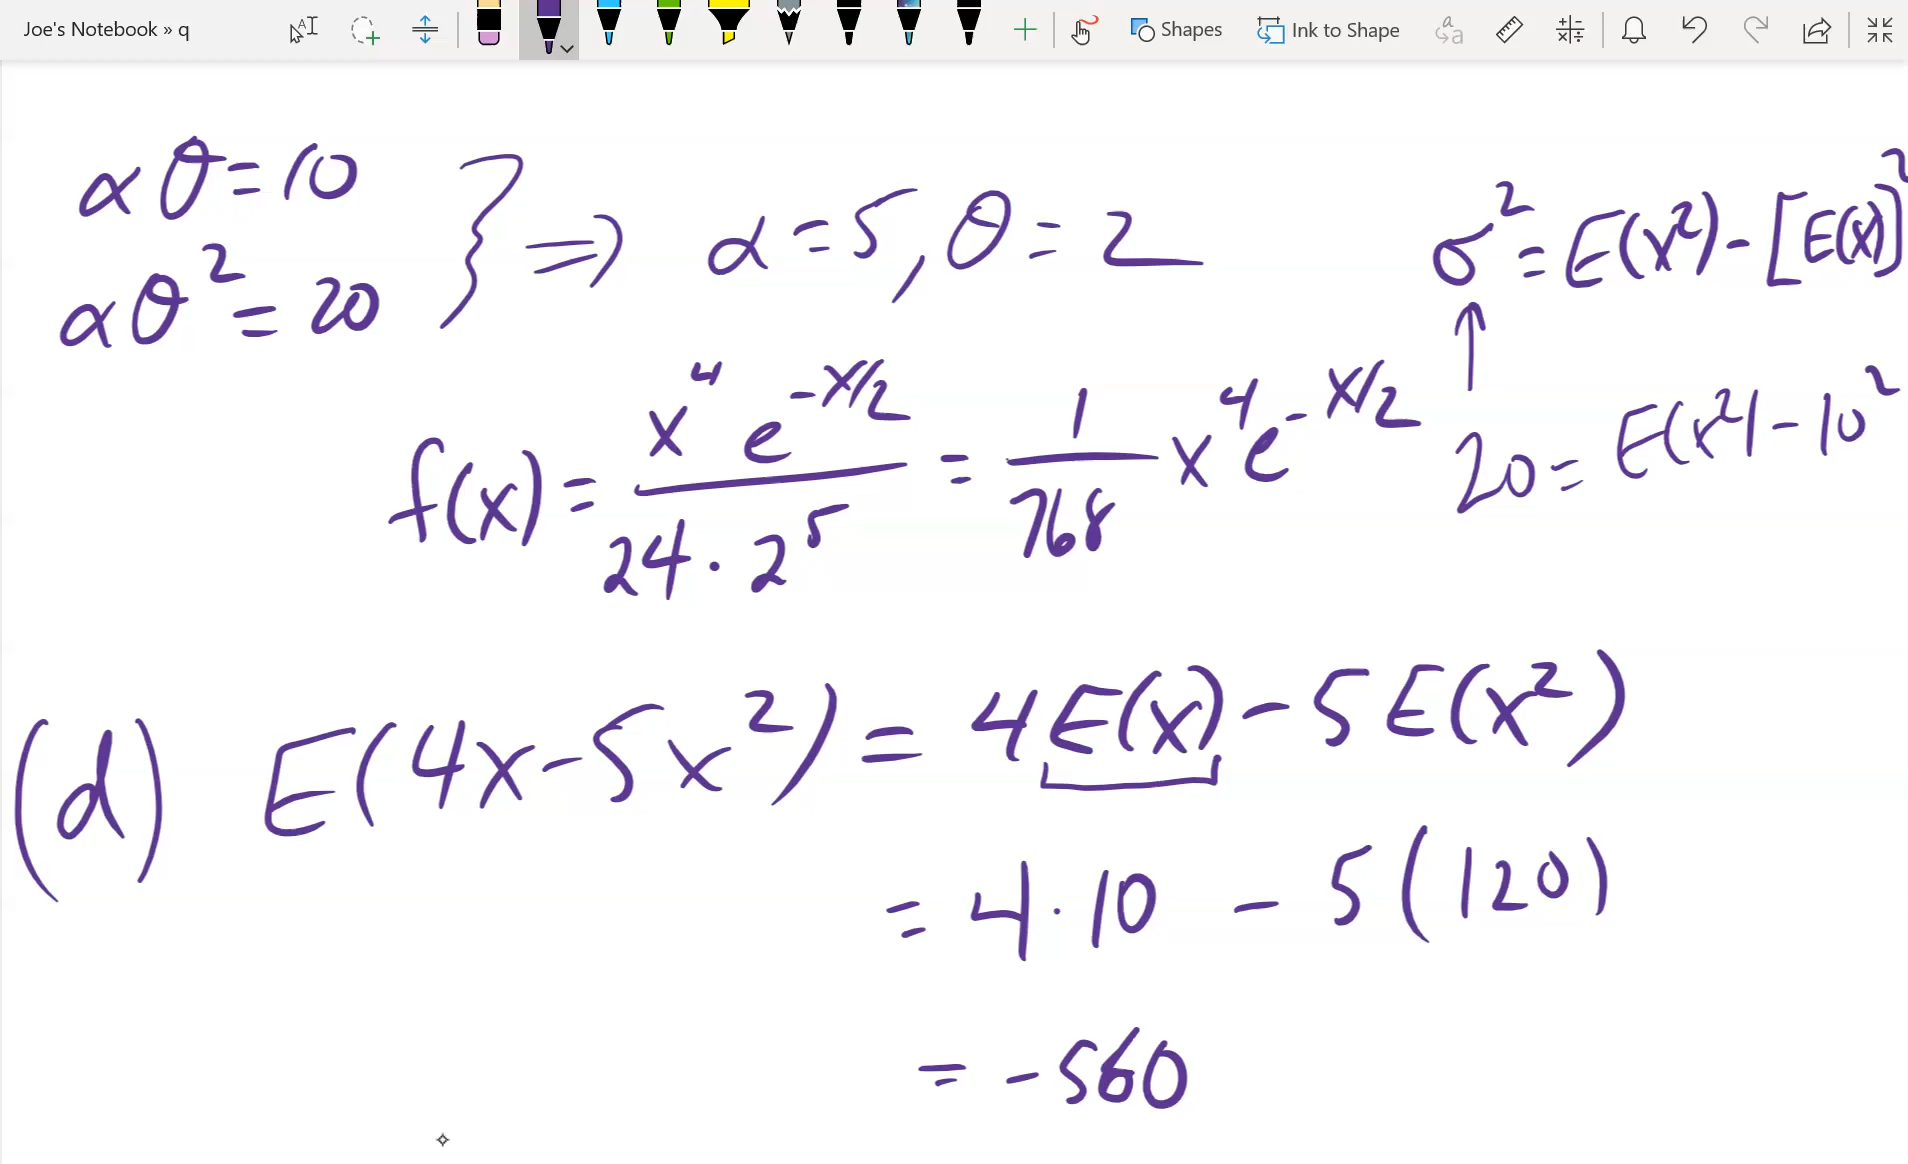 Joe's Notebook » q
Shapes
Ink to Shape
αθ = 10
αθ² = 20
} ⇒ α = 5, θ = 2
σ² = E(x²) - [E(x)]²
↑
20 = E(x²) - 10²
f(x) = x⁴ e^(-x/2) / (24 · 2⁵) = 1/768 x⁴ e^(-x/2)
(d) E(4x - 5x²) = 4E(x) - 5E(x²)
= 4 · 10 - 5(120)
= -560